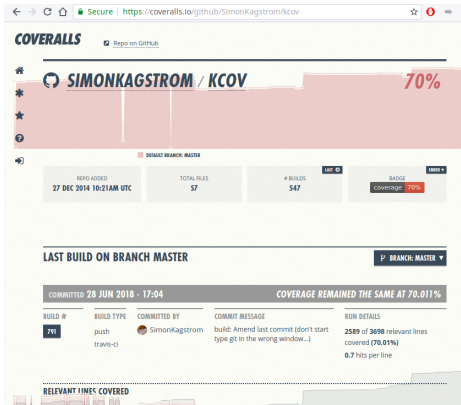 Secure | https://coveralls.io/github/SimonKagstrom/kcov
COVERALLS
Repo on GitHub
SIMONKAGSTROM / KCOV
70%
DEFAULT BRANCH: MASTER
REPO ADDED
27 DEC 2014 10:21AM UTC
TOTAL FILES
57
LAST
# BUILDS
547
EMBED ▼
BADGE
coverage 70%
LAST BUILD ON BRANCH MASTER
BRANCH: MASTER ▼
COMMITTED 28 JUN 2018 - 17:04
COVERAGE REMAINED THE SAME AT 70.011%
BUILD #
791
BUILD TYPE
push
travis-ci
COMMITTED BY
SimonKagstrom
COMMIT MESSAGE
build: Amend last commit (don't start
type git in the wrong window...)
RUN DETAILS
2589 of 3698 relevant lines
covered (70.01%)
0.7 hits per line
RELEVANT LINES COVERED